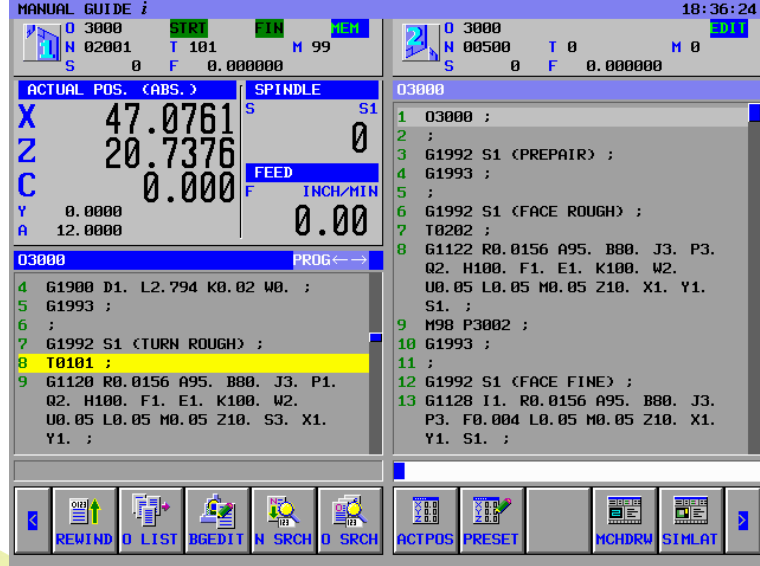 MANUAL GUIDE i 18:36:24
O 3000 STRT FIN MEM
N 02001 T 101 M 99
S 0 F 0.000000
O 3000 EDIT
N 00500 T 0 M 0
S 0 F 0.000000
ACTUAL POS. (ABS.)
X 47.0761
Z 20.7376
C 0.000
Y 0.0000
A 12.0000
SPINDLE
S S1
0
FEED
F INCH/MIN
0.00
O3000 PROG←→
4 G1900 D1. L2.794 K0.02 W0. ;
5 G1993 ;
6 ;
7 G1992 S1 (TURN ROUGH) ;
8 T0101 ;
9 G1120 R0.0156 A95. B80. J3. P1.
Q2. H100. F1. E1. K100. W2.
U0.05 L0.05 M0.05 Z10. S3. X1.
Y1. ;
O3000
1 O3000 ;
2 ;
3 G1992 S1 (PREPAIR) ;
4 G1993 ;
5 ;
6 G1992 S1 (FACE ROUGH) ;
7 T0202 ;
8 G1122 R0.0156 A95. B80. J3. P3.
Q2. H100. F1. E1. K100. W2.
U0.05 L0.05 M0.05 Z10. X1. Y1.
S1. ;
9 M98 P3002 ;
10 G1993 ;
11 ;
12 G1992 S1 (FACE FINE) ;
13 G1128 I1. R0.0156 A95. B80. J3.
P3. F0.004 L0.05 M0.05 Z10. X1.
Y1. S1. ;
< REWIND O LIST BGEDIT N SRCH O SRCH
ACTPOS PRESET MCHDRW SIMLAT >